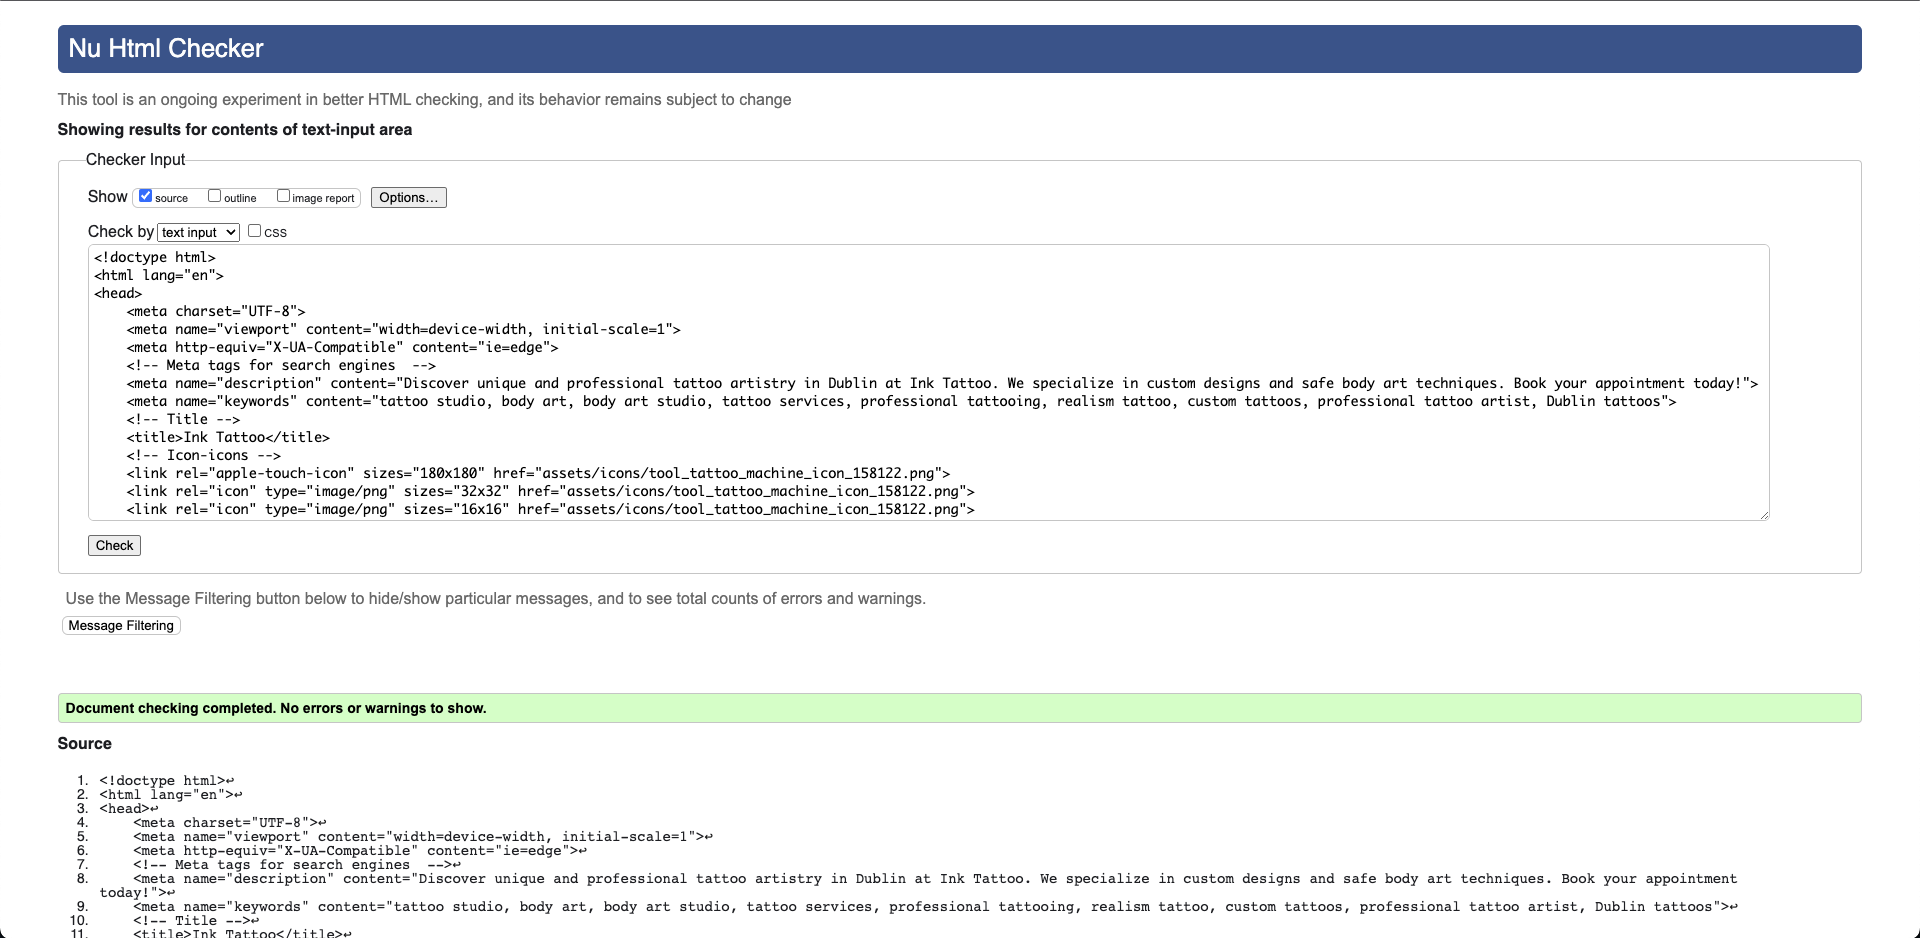 Nu Html Checker
This tool is an ongoing experiment in better HTML checking, and its behavior remains subject to change
Showing results for contents of text-input area
Checker Input
Show source outline image report Options...
Check by text input css
<!doctype html>
<html lang="en">
<head>
    <meta charset="UTF-8">
    <meta name="viewport" content="width=device-width, initial-scale=1">
    <meta http-equiv="X-UA-Compatible" content="ie=edge">
    <!-- Meta tags for search engines  -->
    <meta name="description" content="Discover unique and professional tattoo artistry in Dublin at Ink Tattoo. We specialize in custom designs and safe body art techniques. Book your appointment today!">
    <meta name="keywords" content="tattoo studio, body art, body art studio, tattoo services, professional tattooing, realism tattoo, custom tattoos, professional tattoo artist, Dublin tattoos">
    <!-- Title -->
    <title>Ink Tattoo</title>
    <!-- Icon-icons -->
    <link rel="apple-touch-icon" sizes="180x180" href="assets/icons/tool_tattoo_machine_icon_158122.png">
    <link rel="icon" type="image/png" sizes="32x32" href="assets/icons/tool_tattoo_machine_icon_158122.png">
    <link rel="icon" type="image/png" sizes="16x16" href="assets/icons/tool_tattoo_machine_icon_158122.png">
Check
Use the Message Filtering button below to hide/show particular messages, and to see total counts of errors and warnings.
Message Filtering
Document checking completed. No errors or warnings to show.
Source
1. <!doctype html>↩
2. <html lang="en">↩
3. <head>↩
4.     <meta charset="UTF-8">↩
5.     <meta name="viewport" content="width=device-width, initial-scale=1">↩
6.     <meta http-equiv="X-UA-Compatible" content="ie=edge">↩
7.     <!-- Meta tags for search engines  -->↩
8.     <meta name="description" content="Discover unique and professional tattoo artistry in Dublin at Ink Tattoo. We specialize in custom designs and safe body art techniques. Book your appointment
today!">↩
9.     <meta name="keywords" content="tattoo studio, body art, body art studio, tattoo services, professional tattooing, realism tattoo, custom tattoos, professional tattoo artist, Dublin tattoos">↩
10.     <!-- Title -->↩
11.     <title>Ink Tattoo</title>↩